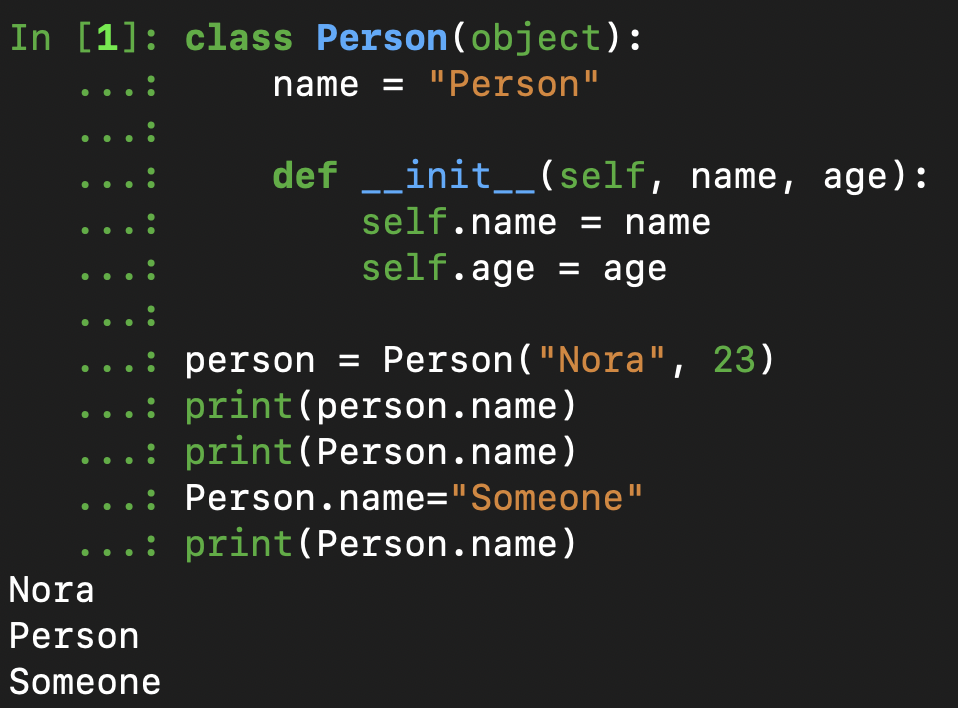 In [1]: class Person(object):
   ...:     name = "Person"
   ...:
   ...:     def __init__(self, name, age):
   ...:         self.name = name
   ...:         self.age = age
   ...:
   ...: person = Person("Nora", 23)
   ...: print(person.name)
   ...: print(Person.name)
   ...: Person.name="Someone"
   ...: print(Person.name)
Nora
Person
Someone